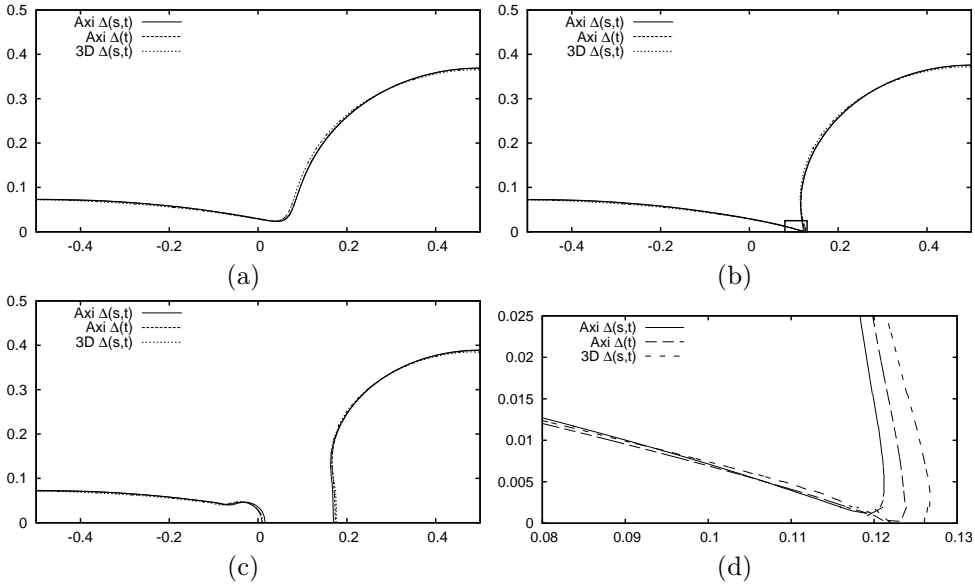 0.5
0.4
0.3
0.2
0.1
0
-0.4 -0.2 0 0.2 0.4
Axi Δ(s,t)
Axi Δ(t)
3D Δ(s,t)
(a)
0.5
0.4
0.3
0.2
0.1
0
-0.4 -0.2 0 0.2 0.4
Axi Δ(s,t)
Axi Δ(t)
3D Δ(s,t)
(b)
0.5
0.4
0.3
0.2
0.1
0
-0.4 -0.2 0 0.2 0.4
Axi Δ(s,t)
Axi Δ(t)
3D Δ(s,t)
(c)
0.025
0.02
0.015
0.01
0.005
0
0.08 0.09 0.1 0.11 0.12 0.13
Axi Δ(s,t)
Axi Δ(t)
3D Δ(s,t)
(d)